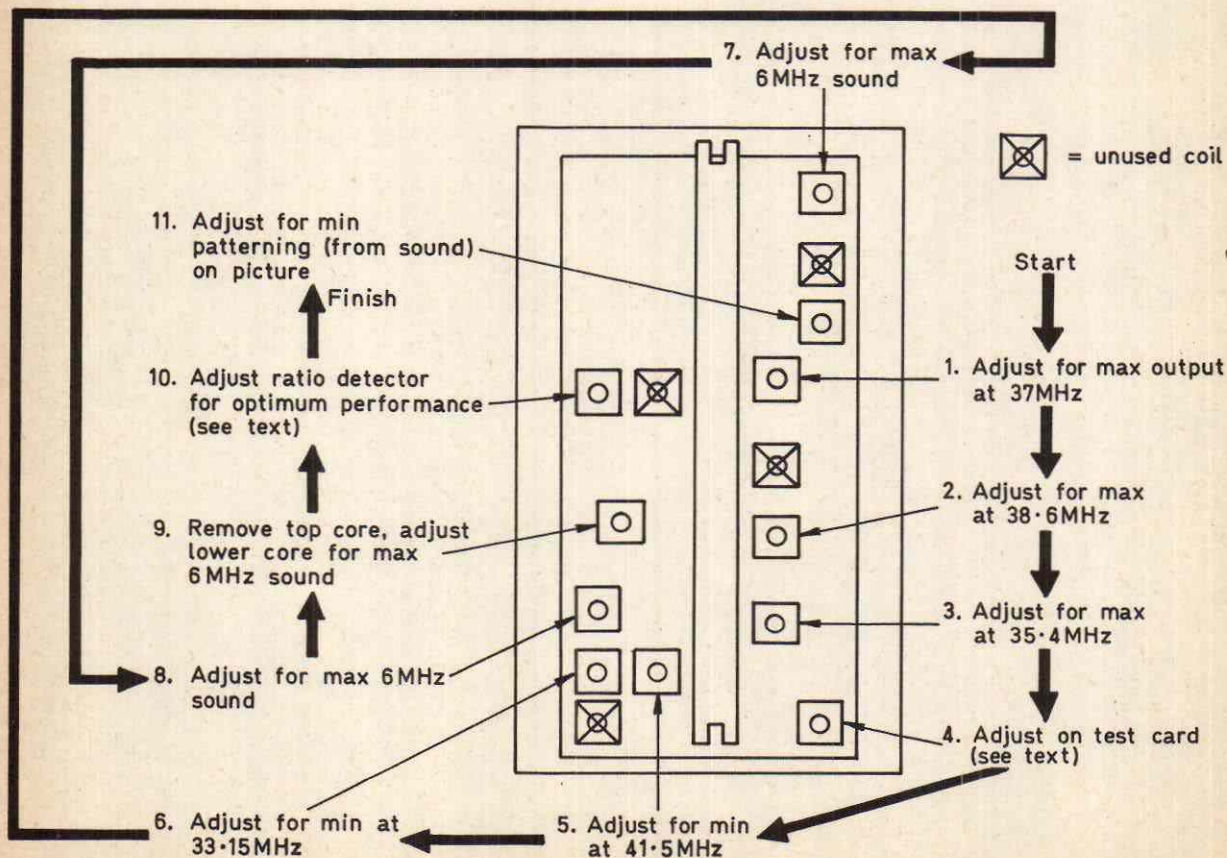 7. Adjust for max
6MHz sound
= unused coil
11. Adjust for min
patterning (from sound)
on picture
Start
Finish
1. Adjust for max output
at 37MHz
10. Adjust ratio detector
for optimum performance
(see text)
2. Adjust for max
at 38·6MHz
9. Remove top core, adjust
lower core for max
6MHz sound
3. Adjust for max
at 35·4MHz
8. Adjust for max 6MHz
sound
4. Adjust on test card
(see text)
6. Adjust for min at
33·15MHz
5. Adjust for min
at 41·5MHz